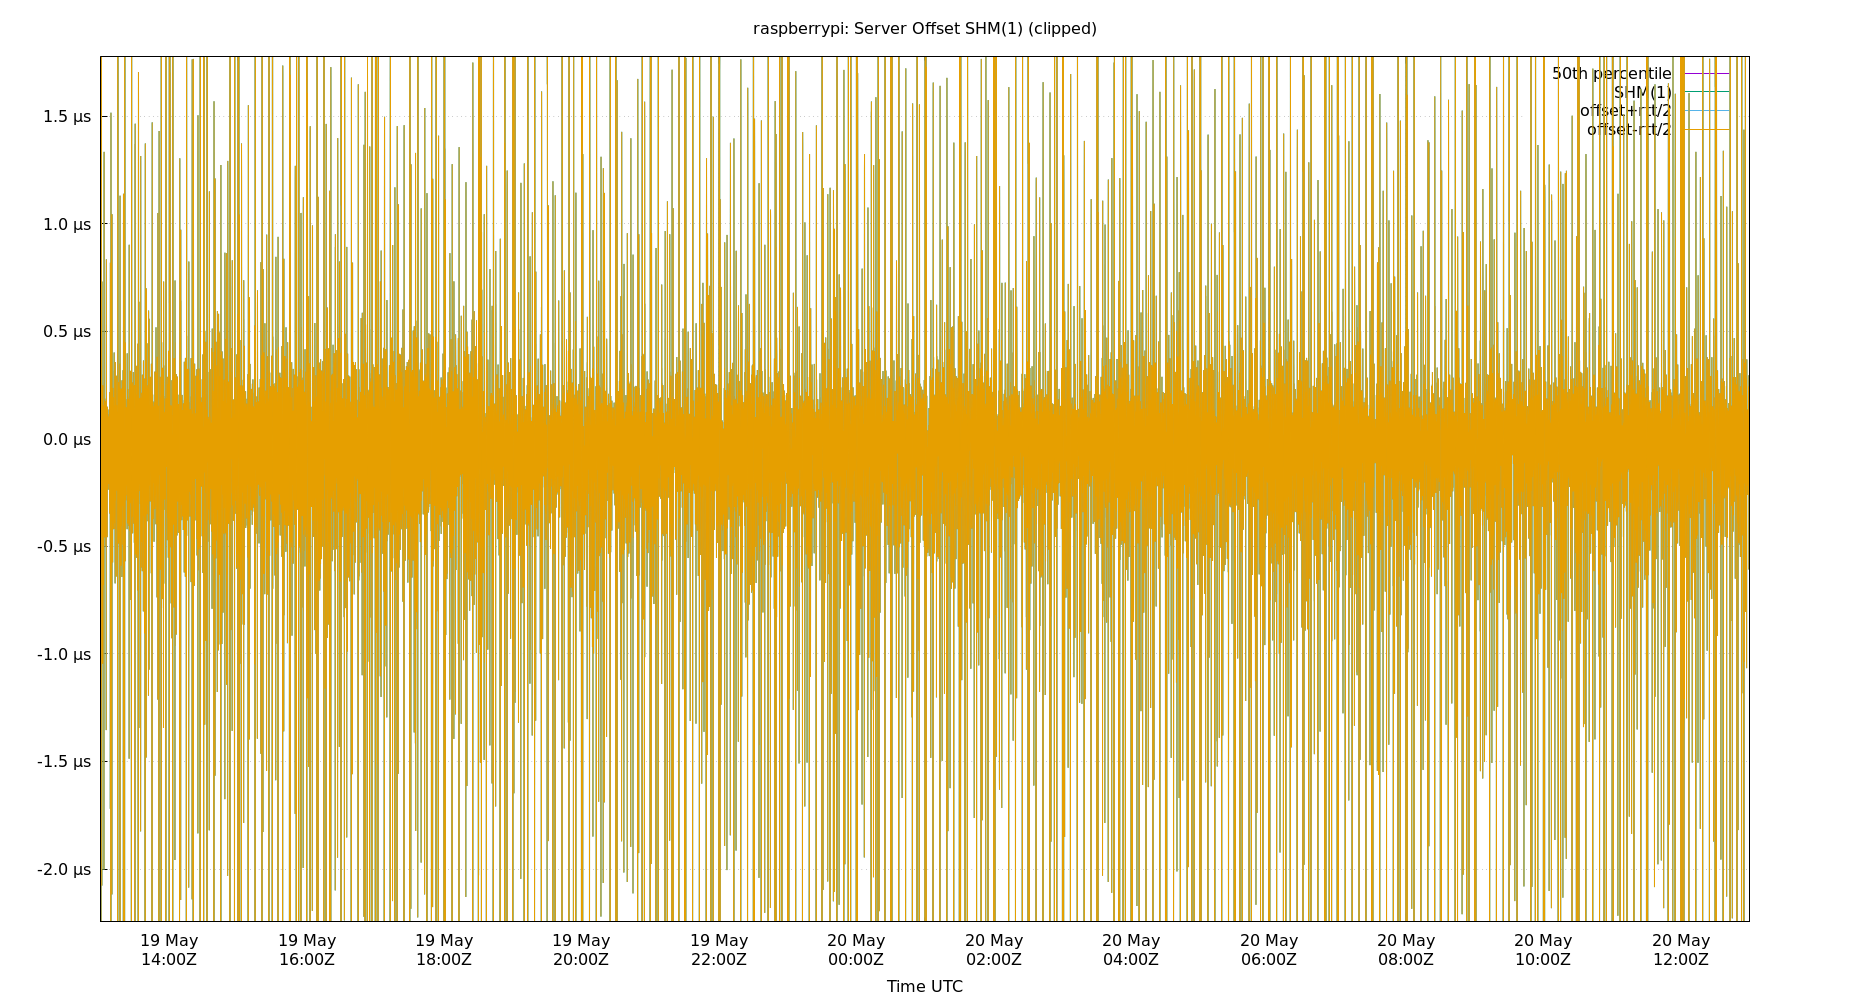 raspberrypi: Server Offset SHM(1) (clipped)
50th percentile
SHM(1)
offset+rtt/2
offset-rtt/2
1.5 µs
1.0 µs
0.5 µs
0.0 µs
-0.5 µs
-1.0 µs
-1.5 µs
-2.0 µs
19 May 19 May 19 May 19 May 19 May 20 May 20 May 20 May 20 May 20 May 20 May 20 May
14:00Z 16:00Z 18:00Z 20:00Z 22:00Z 00:00Z 02:00Z 04:00Z 06:00Z 08:00Z 10:00Z 12:00Z
Time UTC